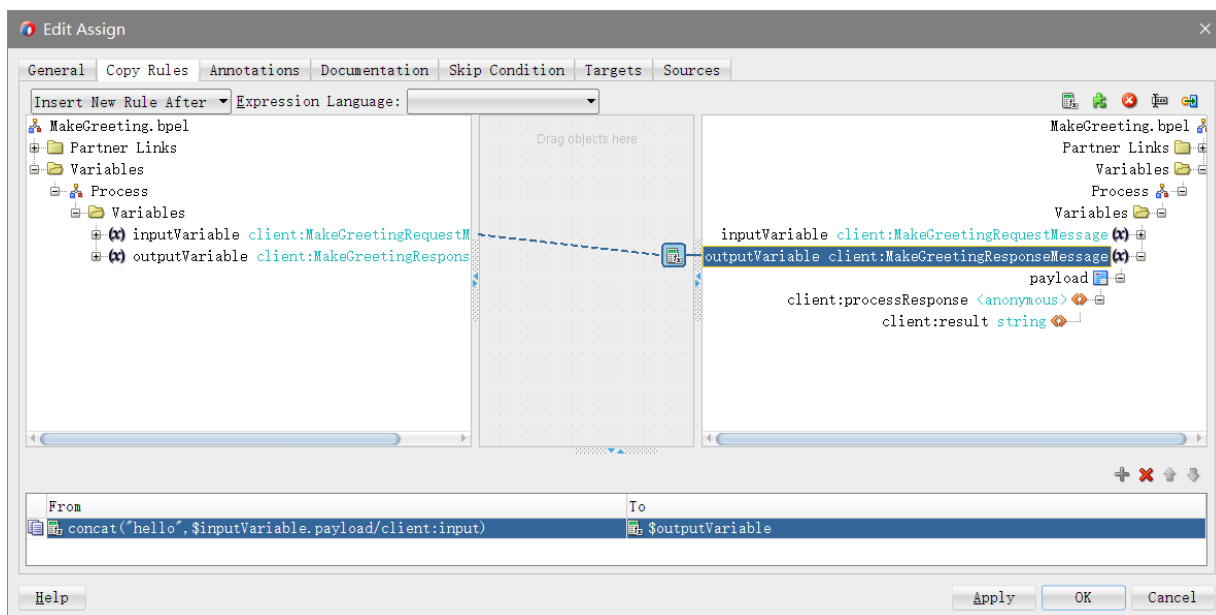 Edit Assign
General Copy Rules Annotations Documentation Skip Condition Targets Sources
Insert New Rule After Expression Language:
MakeGreeting.bpel
Partner Links
Variables
Process
Variables
(x) inputVariable client:MakeGreetingRequestM
(x) outputVariable client:MakeGreetingRespons
Drag objects here
MakeGreeting.bpel
Partner Links
Variables
Process
Variables
inputVariable client:MakeGreetingRequestMessage (x)
outputVariable client:MakeGreetingResponseMessage (x)
payload
client:processResponse <anonymous>
client:result string
From To
concat("hello",$inputVariable.payload/client:input) $outputVariable
Help Apply OK Cancel